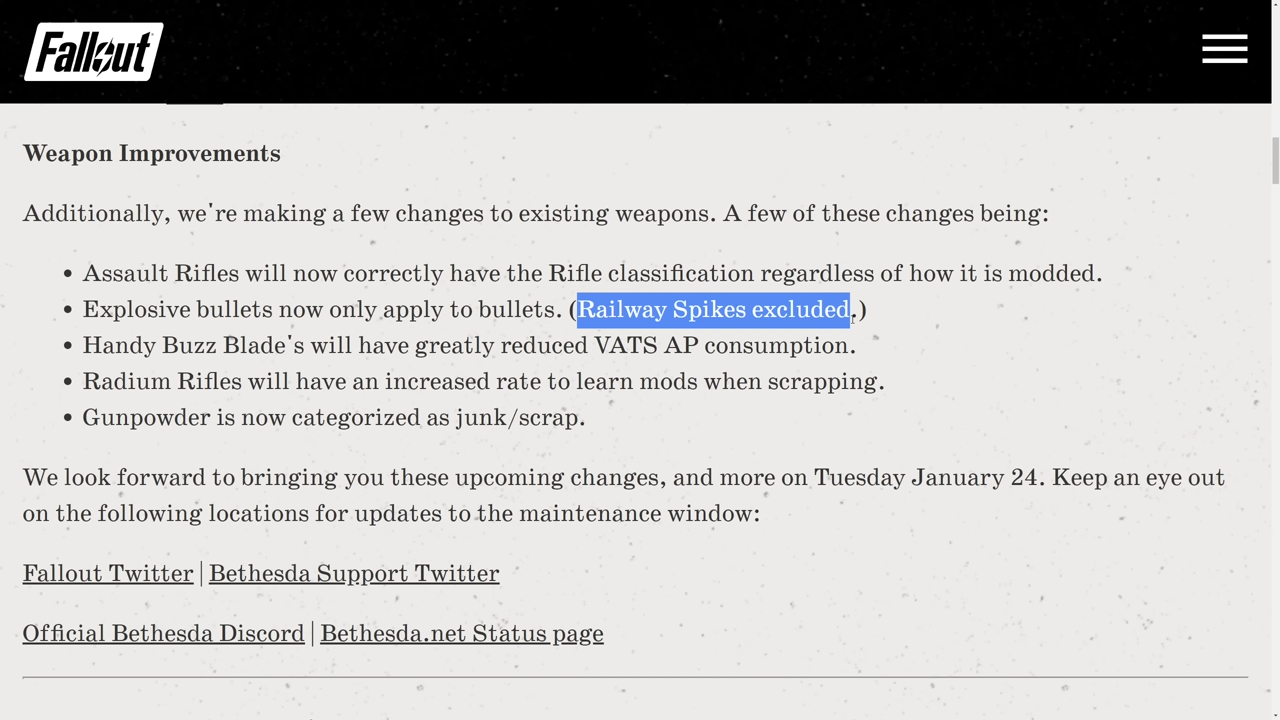 Fallout
Weapon Improvements
Additionally, we're making a few changes to existing weapons. A few of these changes being:
• Assault Rifles will now correctly have the Rifle classification regardless of how it is modded.
• Explosive bullets now only apply to bullets. (Railway Spikes excluded.)
• Handy Buzz Blade's will have greatly reduced VATS AP consumption.
• Radium Rifles will have an increased rate to learn mods when scrapping.
• Gunpowder is now categorized as junk/scrap.
We look forward to bringing you these upcoming changes, and more on Tuesday January 24. Keep an eye out
on the following locations for updates to the maintenance window:
Fallout Twitter | Bethesda Support Twitter
Official Bethesda Discord | Bethesda.net Status page